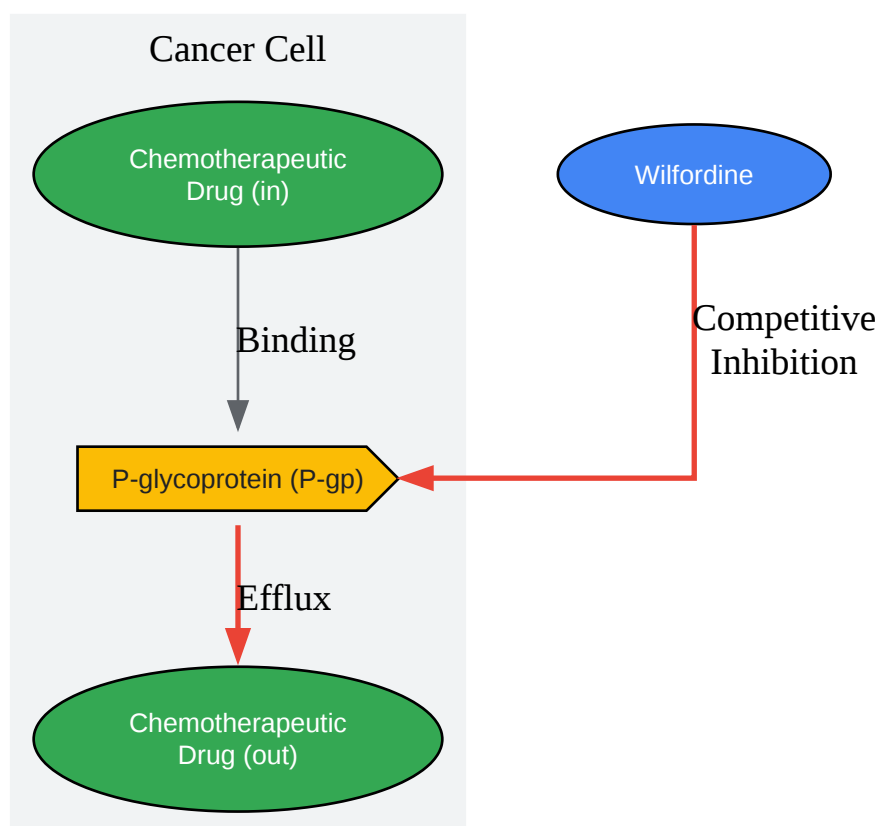 Cancer Cell
Chemotherapeutic
Drug (in)
Wilfordine
Binding
Competitive
Inhibition
P-glycoprotein (P-gp)
Efflux
Chemotherapeutic
Drug (out)